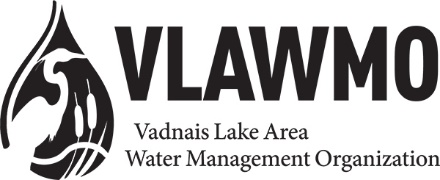 VLAWMO
Vadnais Lake Area
Water Management Organization